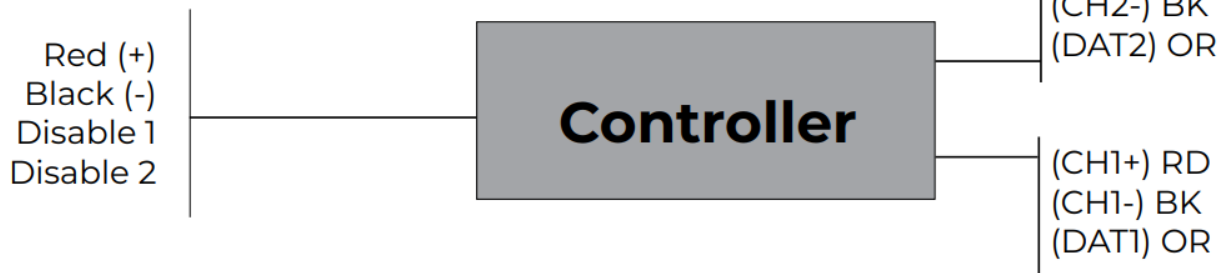 Red (+)
Black (-)
Disable 1
Disable 2
Controller
(CH2-) BK
(DAT2) OR
(CH1+) RD
(CH1-) BK
(DAT1) OR